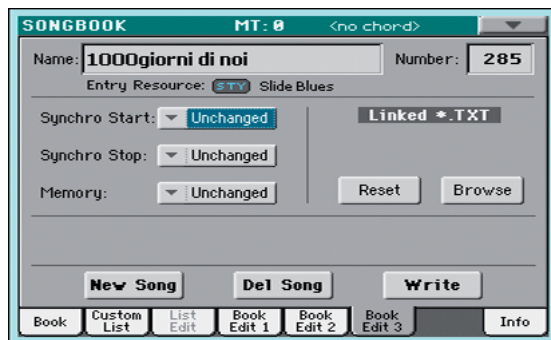 SONGBOOK MT:0 <no chord>
Name: 1000giorni di noi Number: 285
Entry Resource: STY Slide Blues
Synchro Start: Unchanged Linked *.TXT
Synchro Stop: Unchanged
Memory: Unchanged Reset Browse
New Song Del Song Write
Book Custom List List Edit Book Edit 1 Book Edit 2 Book Edit 3 Info